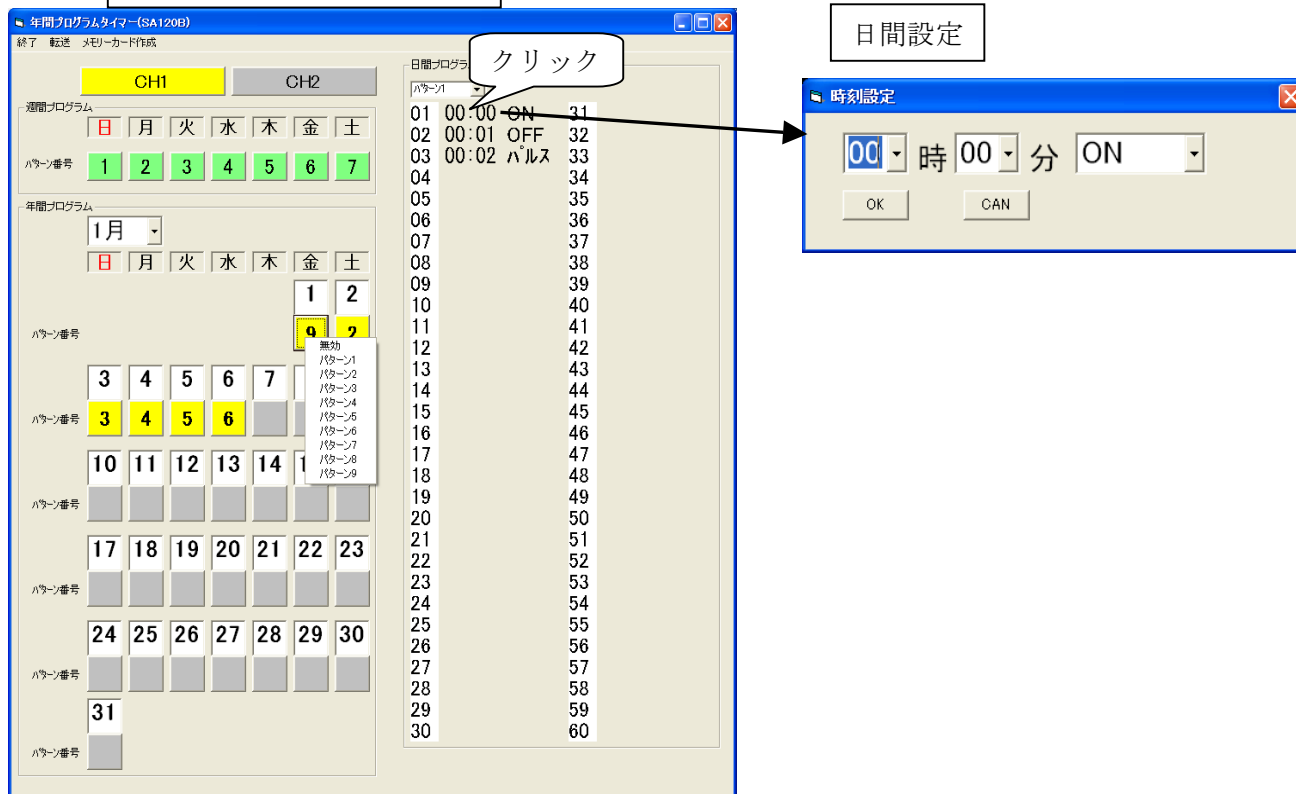 年間プログラムタイマー(SA120B)
終了 転送 メモリーカード作成
CH1 CH2
週間プログラム
日 月 火 水 木 金 土
パターン番号 1 2 3 4 5 6 7
年間プログラム
1月
日 月 火 水 木 金 土
1 2
パターン番号 9 2
無効
パターン1
パターン2
パターン3
パターン4
パターン5
パターン6
パターン7
パターン8
パターン9
3 4 5 6 7
パターン番号 3 4 5 6
10 11 12 13 14
パターン番号
17 18 19 20 21 22 23
パターン番号
24 25 26 27 28 29 30
パターン番号
31
パターン番号
日間プログラ
クリック
パターン1
01 00:00 ON 31
02 00:01 OFF 32
03 00:02 パルス 33
04 34
05 35
06 36
07 37
08 38
09 39
10 40
11 41
12 42
13 43
14 44
15 45
16 46
17 47
18 48
19 49
20 50
21 51
22 52
23 53
24 54
25 55
26 56
27 57
28 58
29 59
30 60
日間設定
時刻設定
00 時 00 分 ON
OK CAN